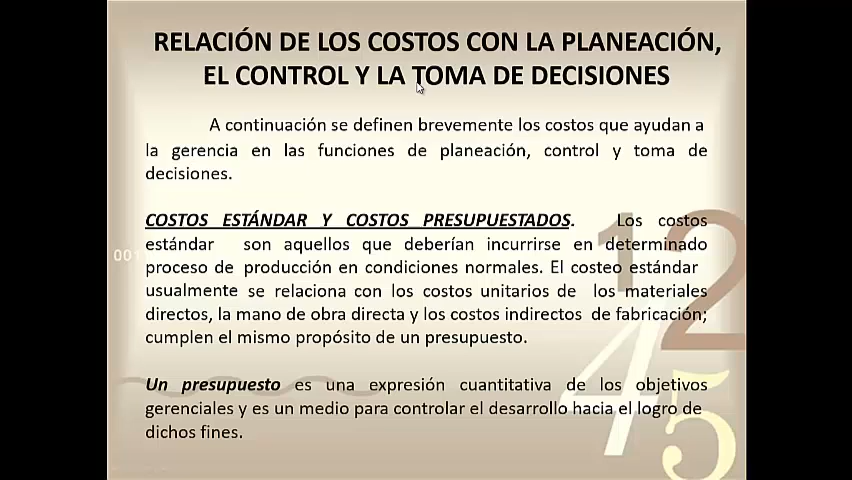 RELACIÓN DE LOS COSTOS CON LA PLANEACIÓN,
EL CONTROL Y LA TOMA DE DECISIONES
A continuación se definen brevemente los costos que ayudan a
la gerencia en las funciones de planeación, control y toma de
decisiones.
COSTOS ESTÁNDAR Y COSTOS PRESUPUESTADOS. Los costos
estándar son aquellos que deberían incurrirse en determinado
proceso de producción en condiciones normales. El costeo estándar
usualmente se relaciona con los costos unitarios de los materiales
directos, la mano de obra directa y los costos indirectos de fabricación;
cumplen el mismo propósito de un presupuesto.
Un presupuesto es una expresión cuantitativa de los objetivos
gerenciales y es un medio para controlar el desarrollo hacia el logro de
dichos fines.
001
1
2
4
5